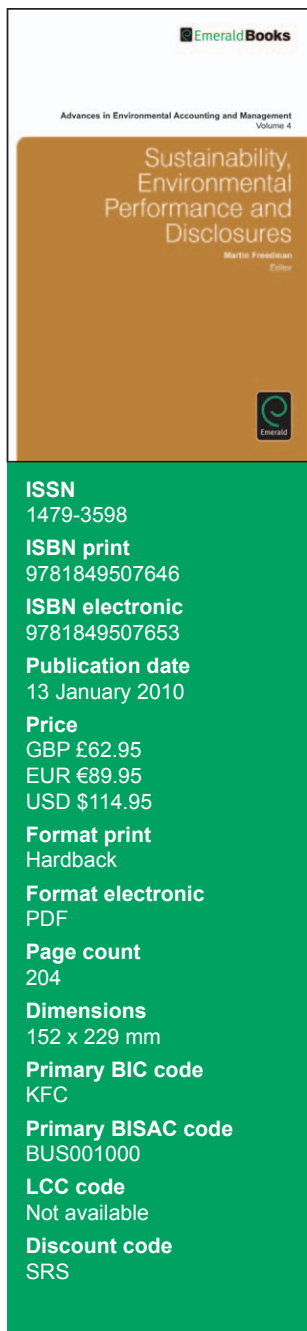 Emerald Books
Advances in Environmental Accounting and Management
Volume 4
Sustainability,
Environmental
Performance and
Disclosures
Martin Freedman
Editor
Emerald
ISSN
1479-3598
ISBN print
9781849507646
ISBN electronic
9781849507653
Publication date
13 January 2010
Price
GBP £62.95
EUR €89.95
USD $114.95
Format print
Hardback
Format electronic
PDF
Page count
204
Dimensions
152 x 229 mm
Primary BIC code
KFC
Primary BISAC code
BUS001000
LCC code
Not available
Discount code
SRS